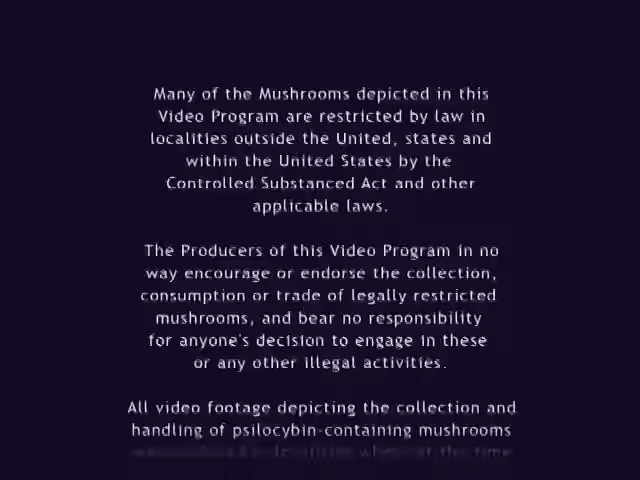 Many of the Mushrooms depicted in this
Video Program are restricted by law in
localities outside the United, states and
within the United States by the
Controlled Substanced Act and other
applicable laws.
The Producers of this Video Program in no
way encourage or endorse the collection,
consumption or trade of legally restricted
mushrooms, and bear no responsibility
for anyone's decision to engage in these
or any other illegal activities.
All video footage depicting the collection and
handling of psilocybin-containing mushrooms
at the time